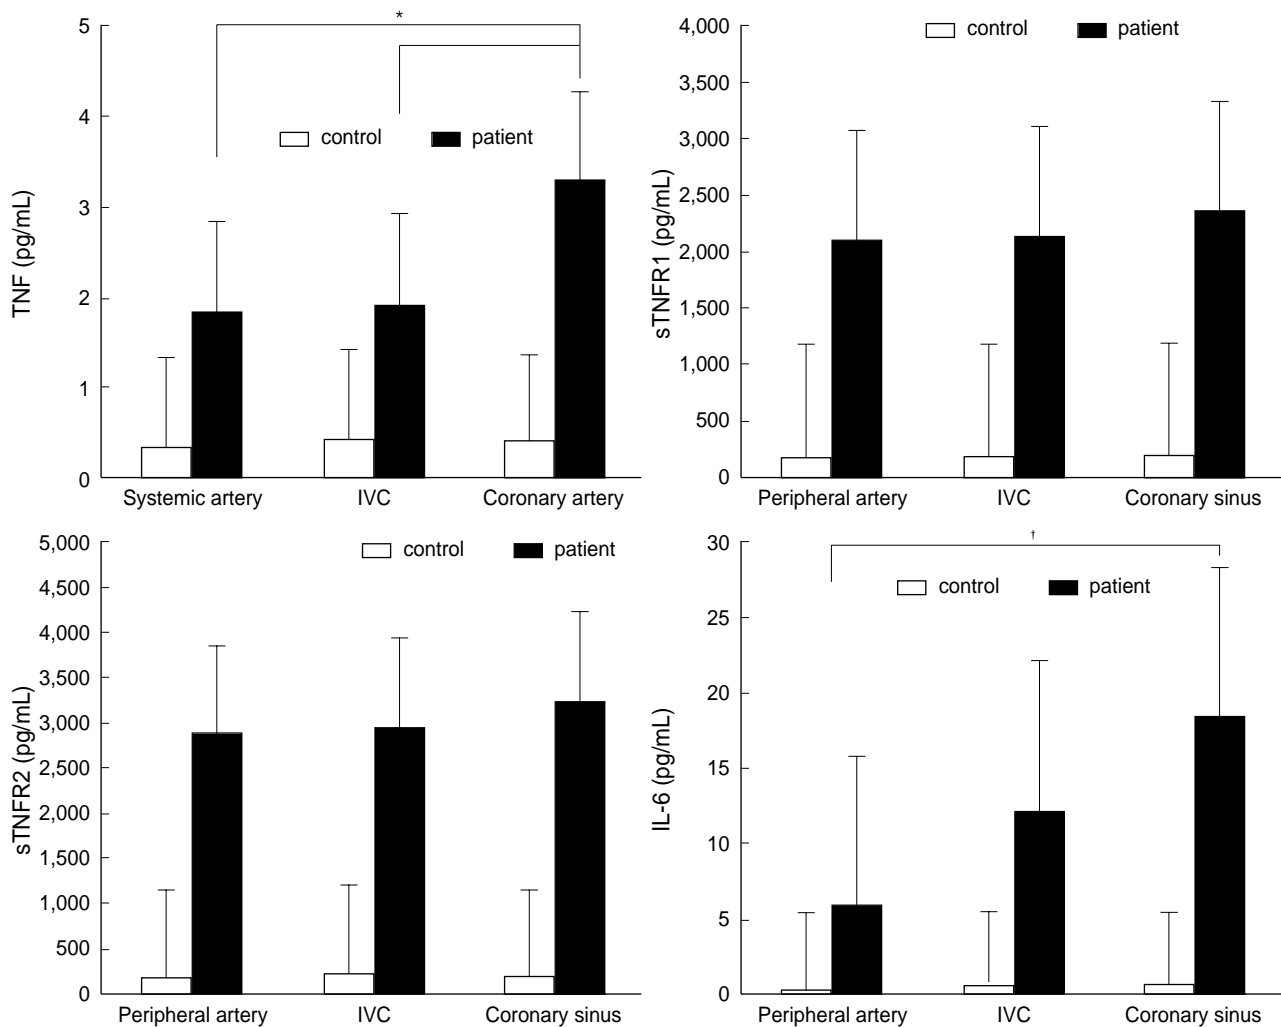 5
4
3
2
1
0
TNF (pg/mL)
*
control patient
Systemic artery IVC Coronary artery
4,000
3,500
3,000
2,500
2,000
1,500
1,000
500
0
sTNFR1 (pg/mL)
control patient
Peripheral artery IVC Coronary sinus
5,000
4,500
4,000
3,500
3,000
2,500
2,000
1,500
1,000
500
0
sTNFR2 (pg/mL)
control patient
Peripheral artery IVC Coronary sinus
30
25
20
15
10
5
0
IL-6 (pg/mL)
†
control patient
Peripheral artery IVC Coronary sinus